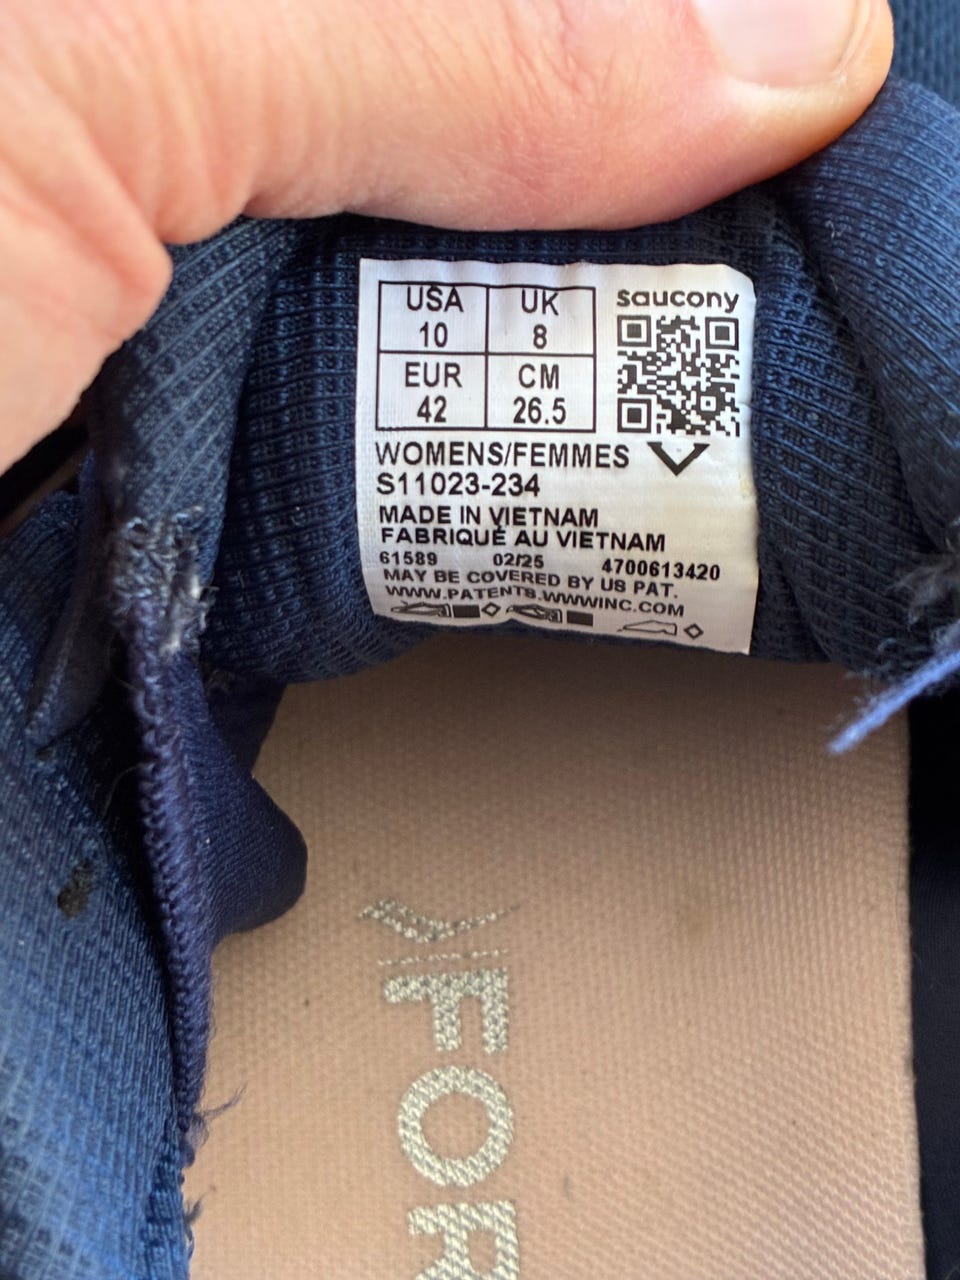 USA UK
10 8
EUR CM
42 26.5
saucony
WOMENS/FEMMES
S11023-234
MADE IN VIETNAM
FABRIQUÉ AU VIETNAM
61589 02/25 4700613420
MAY BE COVERED BY US PAT.
WWW.PATENTS.WWWINC.COM
FOR